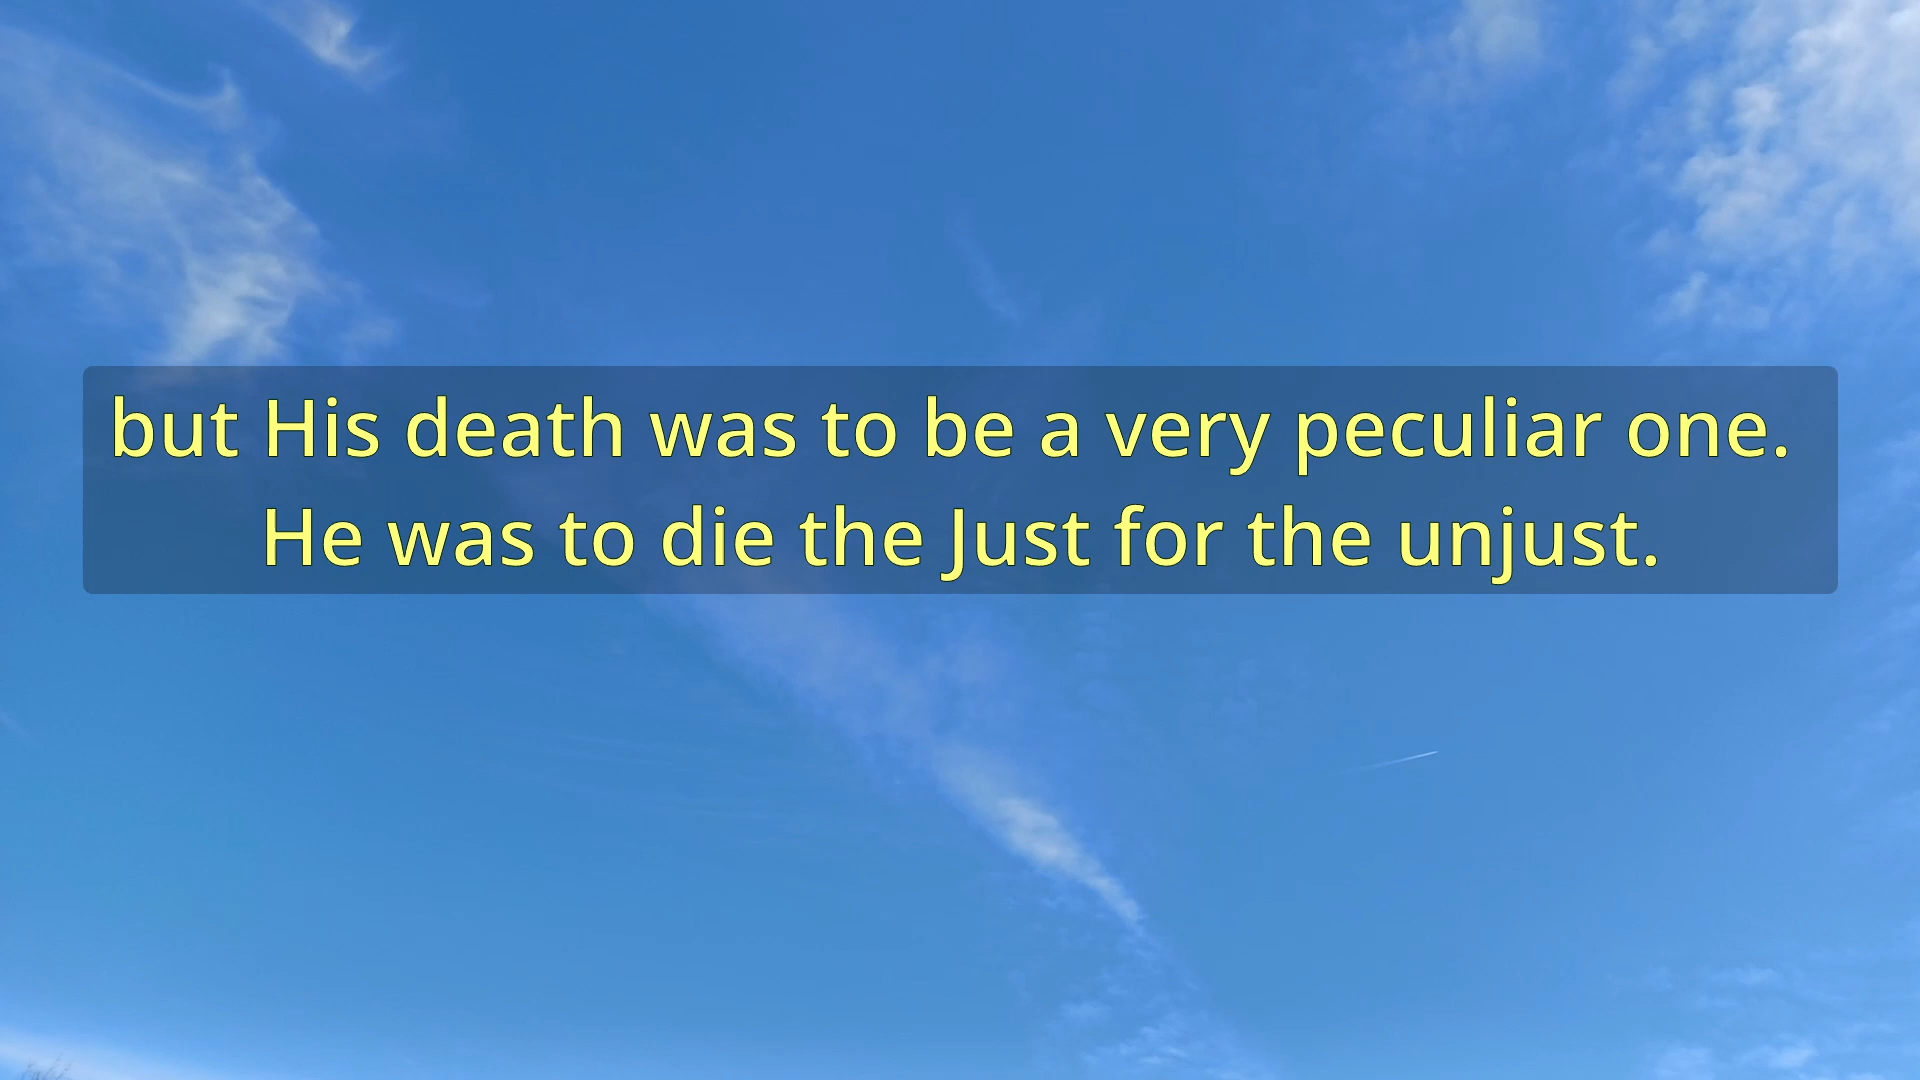 but His death was to be a very peculiar one.
He was to die the Just for the unjust.